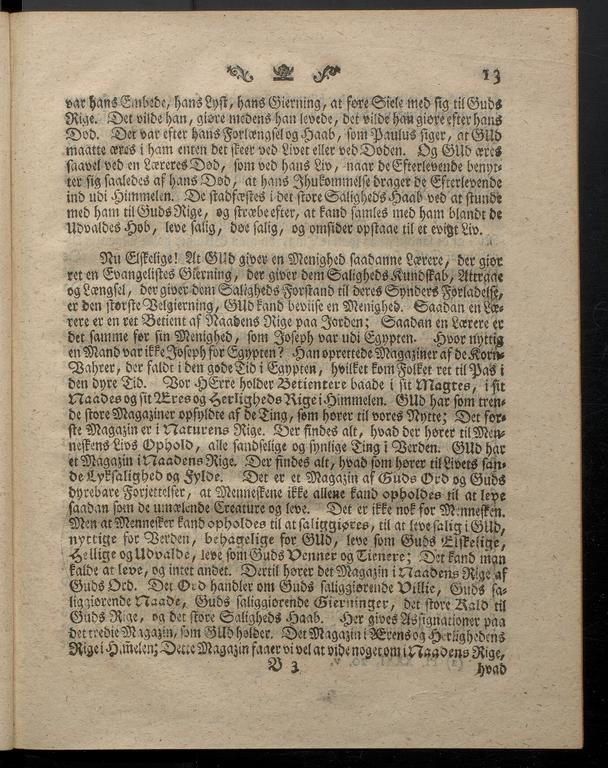 13
var hans Embede, hans Lyst, hans Gierning, at føre Siele med sig til Guds
Rige. Det vilde han, giøre medens han levede, det vilde han giøre efter hans
Død. Det var efter hans Forlængsel og Haab, som Paulus siger, at GUd
maatte æres i ham enten det skeer ved Livet eller ved Døden. Og GUd æres
saavel ved en Læreres Død, som ved hans Liv, naar de Efterlevende benyt-
ter sig saaledes af hans Død, at hans Jhukommelse drager de Efterlevende
ind udi Himmelen. De stadfæstes i det store Saligheds Haab ved at stunde
med ham til Guds Rige, og stræbe efter, at kand samles med ham blandt de
Udvaldes Hob, leve salig, døe salig, og omsider opstaae til et evigt Liv.
Nu Elskelige! At GUd giver en Menighed saadanne Lærere, der giør
ret en Evangelistes Gierning, der giver dem Saligheds Kundskab, Attraae
og Længsel, der giver dem Saligheds Forstand til deres Synders Forladelse,
er den største Velgierning, GUd kand beviise en Menighed. Saadan en Læ-
rere er en ret Betient af Naadens Rige paa Jorden; Saadan en Lærere er
det samme for sin Menighed, som Joseph var udi Egypten. Hvor nyttig
en Mand var ikke Joseph for Egypten? Han oprettede Magaziner af de Korn-
Vahrer, der faldt i den gode Tid i Egypten, hvilket kom Folket ret til Pas i
den dyre Tid. Vor HErre holder Betientere baade i sit Magtes, i sit
Naades og sit Æres og Herligheds Rige i Himmelen. GUd har som tren-
de store Magaziner opfyldte af de Ting, som hører til vores Nytte; Det før-
ste Magazin er i Naturens Rige. Der findes alt, hvad der hører til Men-
neskens Livs Ophold, alle sandselige og synlige Ting i Verden. GUd har
et Magazin i Naadens Rige. Der findes alt, hvad som hører til Livets san-
de Lyksalighed og Fylde. Det er et Magazin af Guds Ord og Guds
dyrebare Forjettelser, at Menneskene ikke allene kand opholdes til at leve
saadan som de umælende Creature og leve. Det er ikke nok for Mennesken.
Men at Mennesker kand opholdes til at saliggiøres, til at leve salig i GUd,
nyttige for Verden, behagelige for GUd, leve som Guds Elskelige,
Hellige og Udvalde, leve som Guds Venner og Tienere; Det kand man
kalde at leve, og intet andet. Dertil hører det Magazin i Naadens Rige af
Guds Ord. Det Ord handler om Guds saliggiørende Villie, Guds sa-
liggiørende Naade, Guds saliggiørende Gierninger, det store Kald til
Guds Rige, og det store Saligheds Haab. Her gives Assignationer paa
det tredie Magazin, som GUd holder. Det Magazin i Ærens og Herlighedens
Rige i Ham̄elen; Dette Magazin faaer vi vel at vide noget om i Naadens Rige,
B 3 hvad